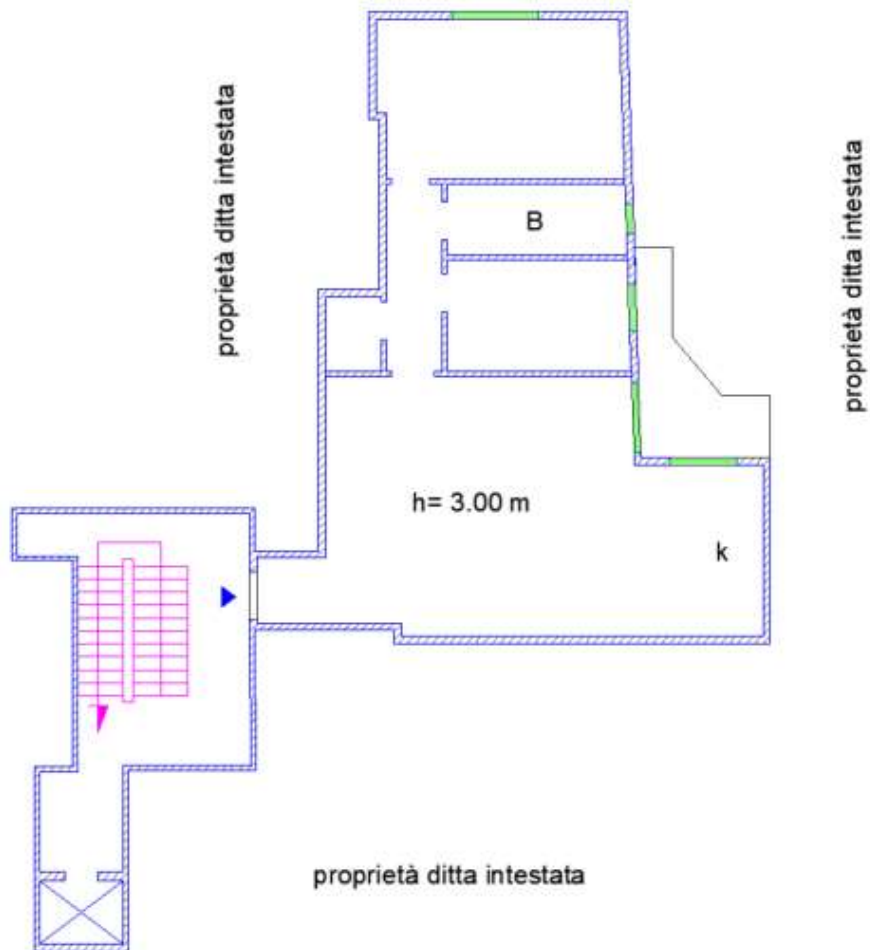 proprietà ditta intestata
proprietà ditta intestata
B
h= 3.00 m
k
proprietà ditta intestata